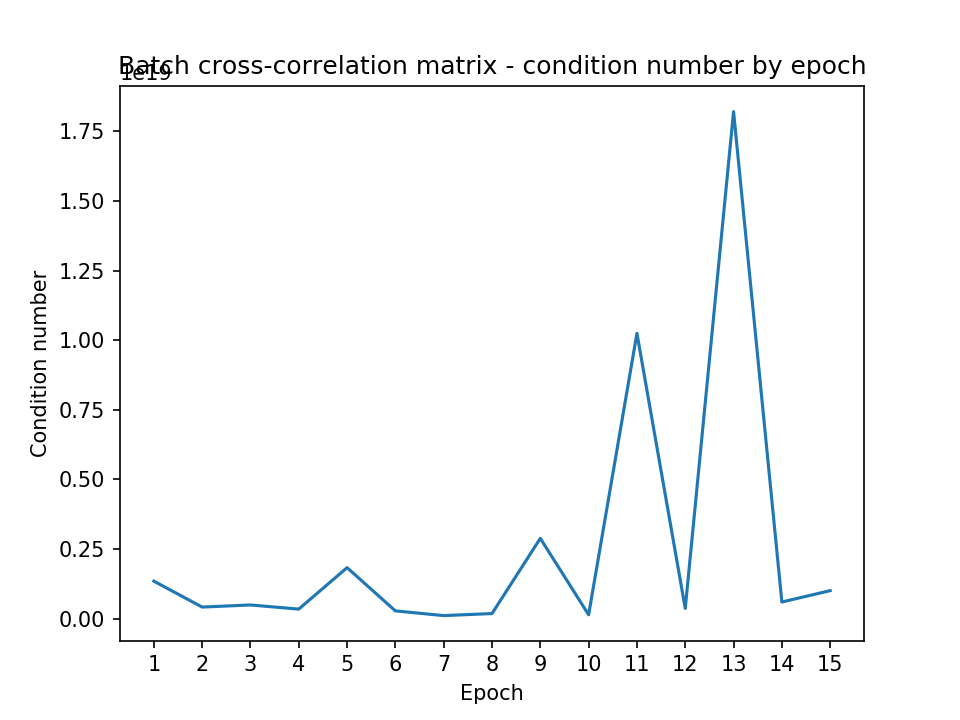 Batch cross-correlation matrix - condition number by epoch
1e19
1.75
1.50
1.25
1.00
0.75
0.50
0.25
0.00
Condition number
1 2 3 4 5 6 7 8 9 10 11 12 13 14 15
Epoch